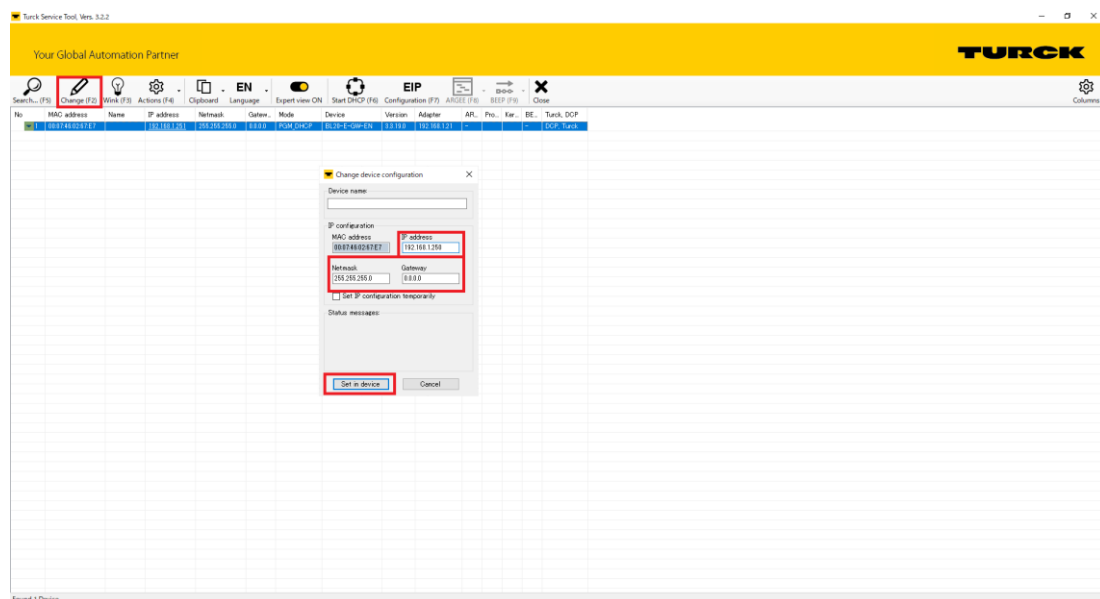 Turck Service Tool, Vers. 3.2.2
Your Global Automation Partner
TURCK
Search... (F5) Change (F2) Wink (F3) Actions (F4) Clipboard EN Language Expert view ON Start DHCP (F6) EIP Configuration (F7) ARGEE (F8) BEEP (F9) Close Columns
No MAC address Name IP address Netmask Gatew... Mode Device Version Adapter AR... Pro... Ker... BE... Turck, DCP
1 00:07:46:02:67:E7 192.168.1.251 255.255.255.0 0.0.0.0 PGM_DHCP BL20-E-GW-EN 3.3.19.0 192.168.1.21 - - DCP, Turck
Change device configuration
Device name:
IP configuration
MAC address IP address
00:07:46:02:67:E7 192.168.1.250
Netmask Gateway
255.255.255.0 0.0.0.0
Set IP configuration temporarily
Status messages:
Set in device Cancel
Found 1 Device